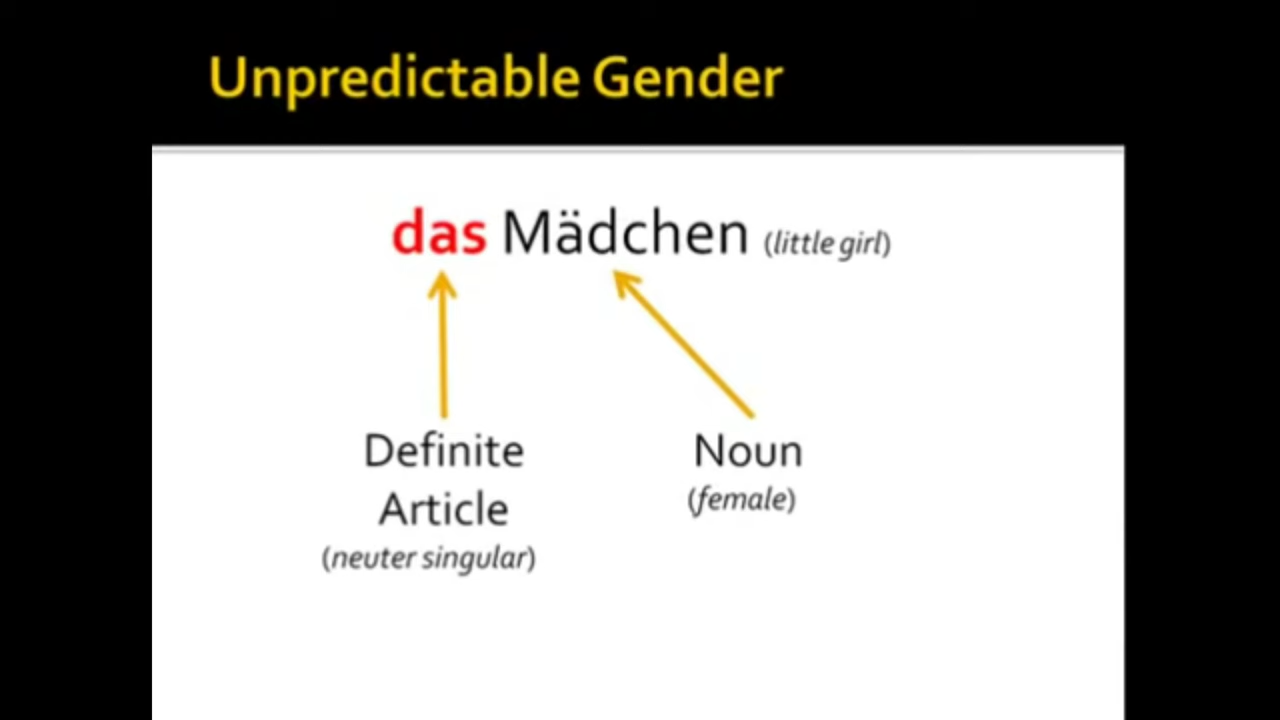 Unpredictable Gender
das Mädchen (little girl)
Definite
Article
(neuter singular)
Noun
(female)